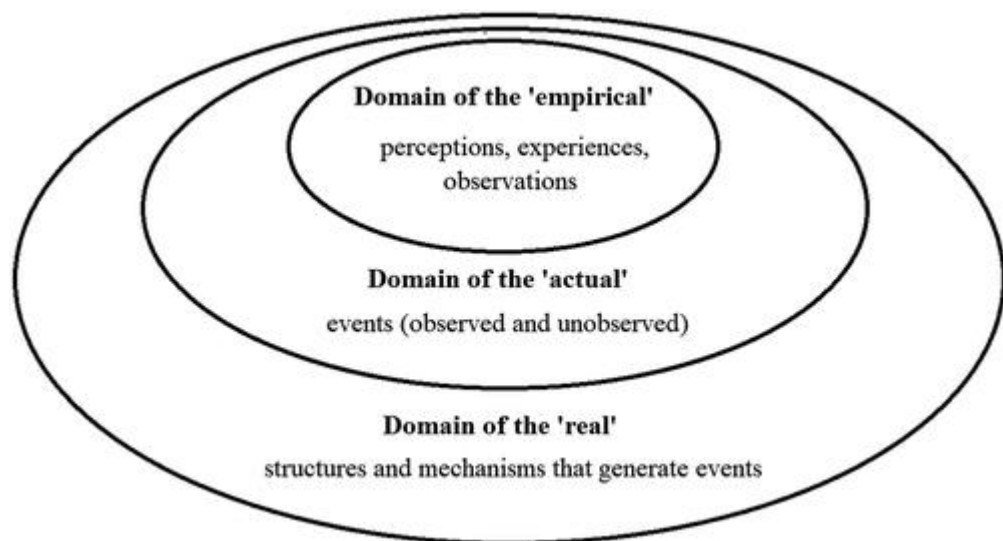 Domain of the 'empirical'
perceptions, experiences,
observations
Domain of the 'actual'
events (observed and unobserved)
Domain of the 'real'
structures and mechanisms that generate events